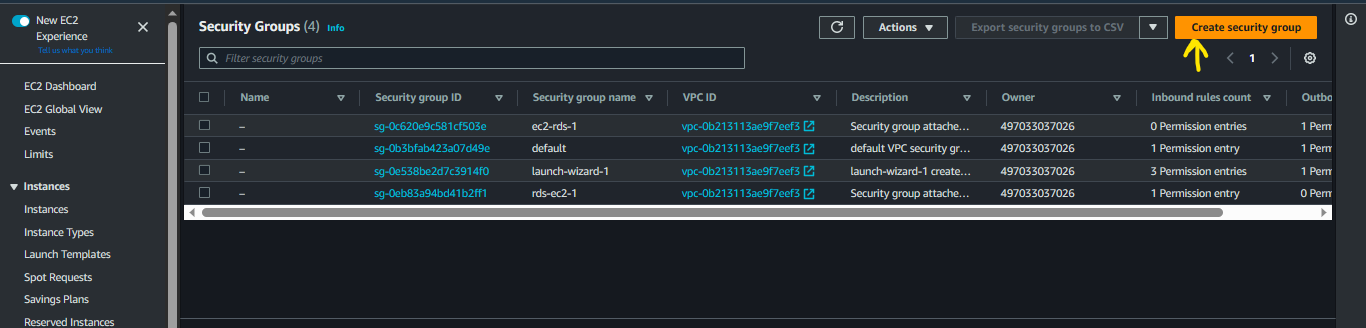 New EC2
Experience
Tell us what you think
EC2 Dashboard
EC2 Global View
Events
Limits
Instances
Instances
Instance Types
Launch Templates
Spot Requests
Savings Plans
Reserved Instances
Security Groups (4) Info
Actions
Export security groups to CSV
Create security group
Filter security groups
1
Name Security group ID Security group name VPC ID Description Owner Inbound rules count Outbo
– sg-0c620e9c581cf503e ec2-rds-1 vpc-0b213113ae9f7eef3 Security group attache... 497033037026 0 Permission entries 1 Perm
– sg-0b3bfab423a07d49e default vpc-0b213113ae9f7eef3 default VPC security gr... 497033037026 1 Permission entry 1 Perm
– sg-0e538be2d7c3914f0 launch-wizard-1 vpc-0b213113ae9f7eef3 launch-wizard-1 create... 497033037026 3 Permission entries 1 Perm
– sg-0eb83a94bd41b2ff1 rds-ec2-1 vpc-0b213113ae9f7eef3 Security group attache... 497033037026 1 Permission entry 0 Perm